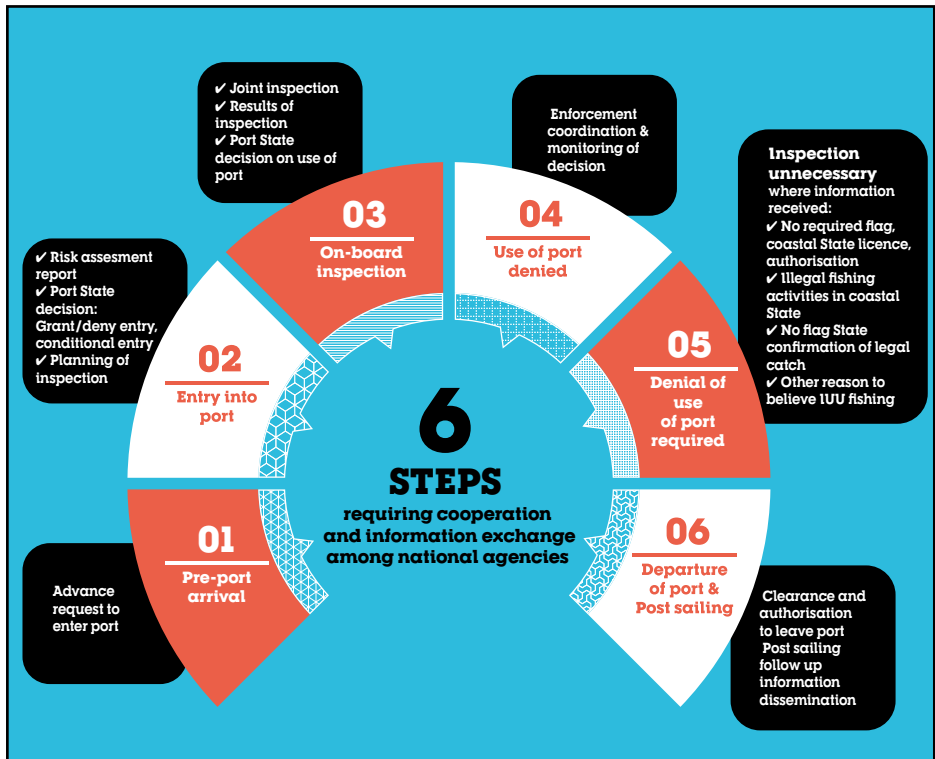 6
STEPS
requiring cooperation
and information exchange
among national agencies
01
Pre-port
arrival
Advance
request to
enter port
02
Entry into
port
✔ Risk assesment
report
✔ Port State
decision:
Grant/deny entry,
conditional entry
✔ Planning of
inspection
03
On-board
inspection
✔ Joint inspection
✔ Results of
inspection
✔ Port State
decision on use of
port
04
Use of port
denied
Enforcement
coordination &
monitoring of
decision
05
Denial of
use
of port
required
Inspection
unnecessary
where information
received:
✔ No required flag,
coastal State licence,
authorisation
✔ Illegal fishing
activities in coastal
State
✔ No flag State
confirmation of legal
catch
✔ Other reason to
believe IUU fishing
06
Departure
of port &
Post sailing
Clearance and
authorisation
to leave port
Post sailing
follow up
information
dissemination